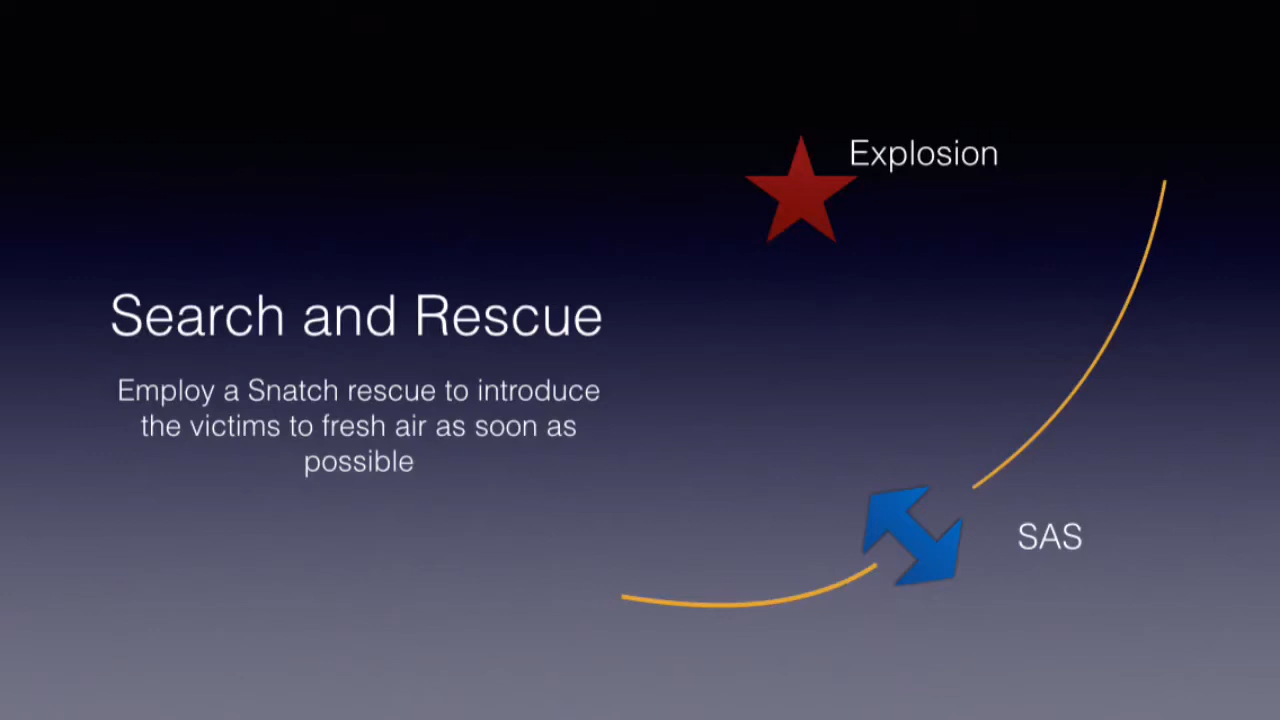 Explosion
Search and Rescue
Employ a Snatch rescue to introduce
the victims to fresh air as soon as
possible
SAS